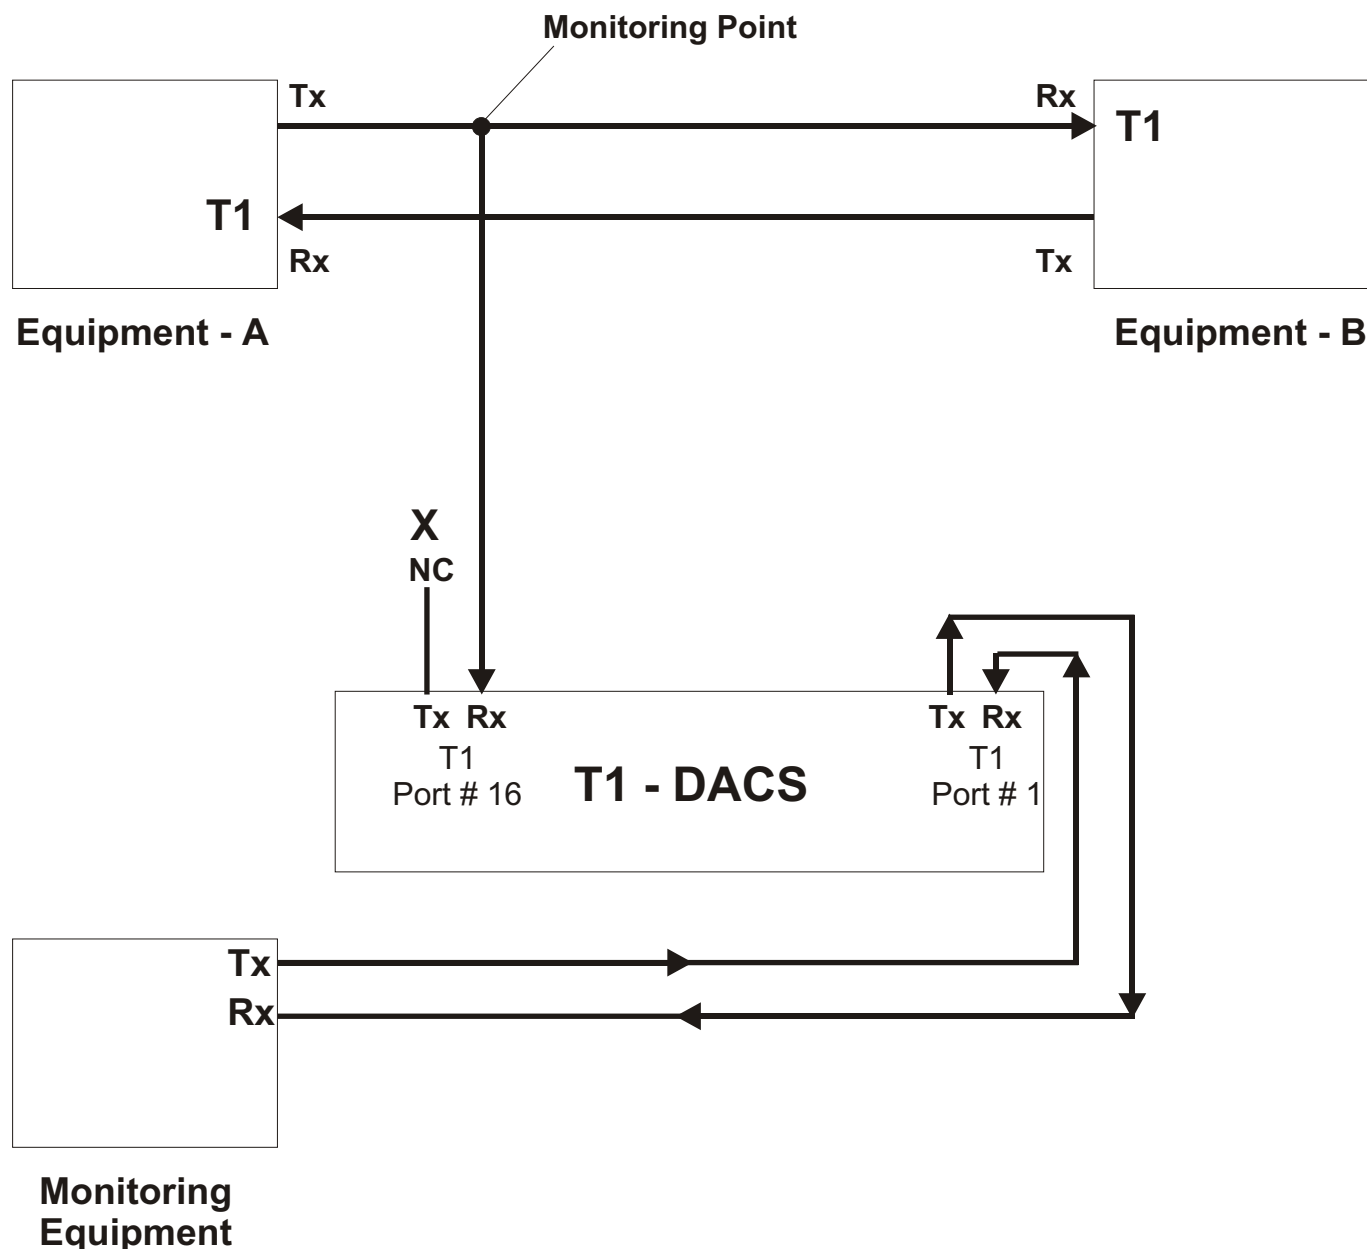 Monitoring Point
Tx
Rx
T1
T1
Rx
Tx
Equipment - A
Equipment - B
X
NC
Tx Rx
Tx Rx
T1
Port # 16
T1 - DACS
T1
Port # 1
Tx
Rx
Monitoring
Equipment